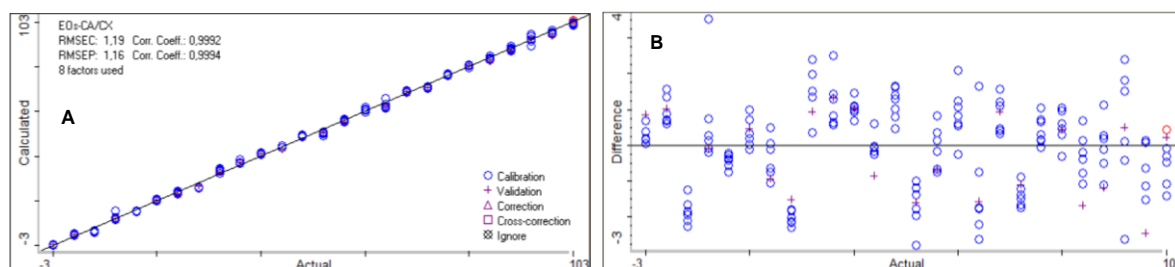 103
EOs-CA/CX
RMSEC: 1,19 Corr. Coeff.: 0,9992
RMSEP: 1,16 Corr. Coeff.: 0,9994
8 factors used
A
Calculated
Calibration
Validation
Correction
Cross-correction
Ignore
-3
-3
Actual
103
4
B
Difference
-3
-3
Actual
10